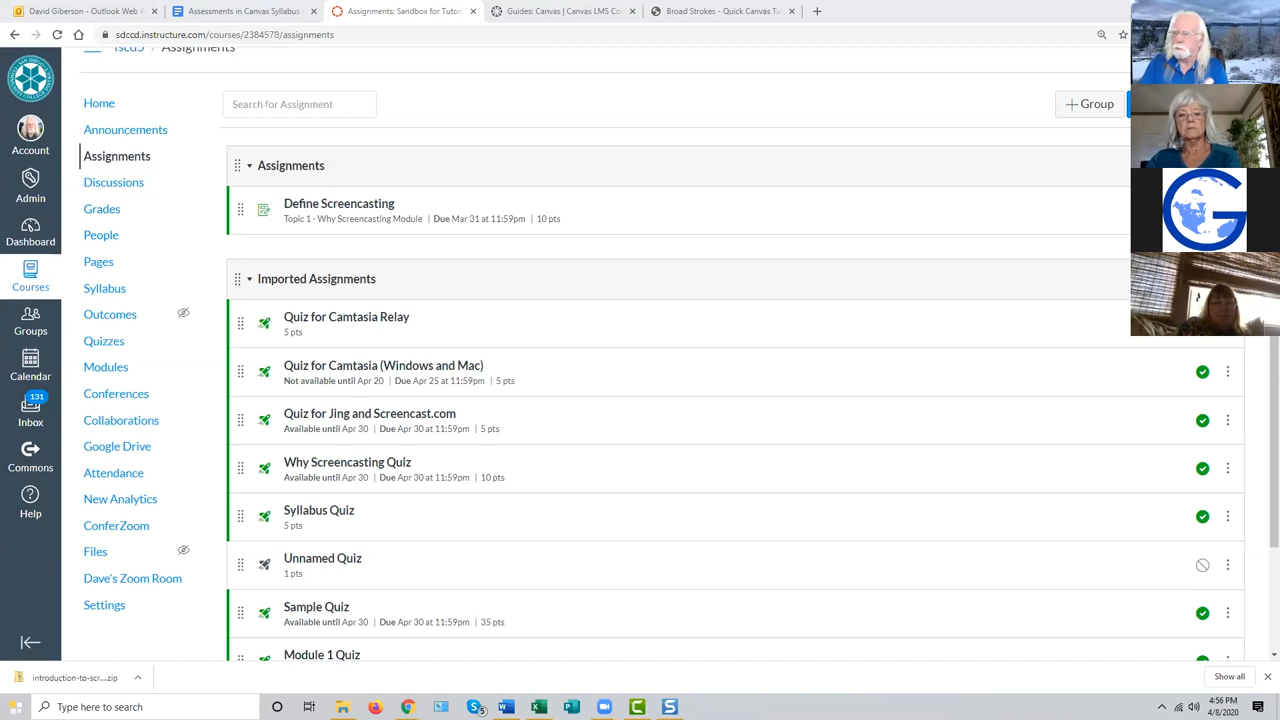 David Giberson - Outlook Web A
Assessments in Canvas Syllabus
Assignments: Sandbox for Tutor
Guides: Canvas | Canvas LMS Co
Broad Strokes - Quick Canvas T
sdccd.instructure.com/courses/2384578/assignments
Assignments
Search for Assignment
Group
Account
Admin
Dashboard
Courses
Groups
Calendar
131
Inbox
Commons
Help
Home
Announcements
Assignments
Discussions
Grades
People
Pages
Syllabus
Outcomes
Quizzes
Modules
Conferences
Collaborations
Google Drive
Attendance
New Analytics
ConferZoom
Files
Dave's Zoom Room
Settings
Assignments
Define Screencasting
Topic 1 - Why Screencasting Module | Due Mar 31 at 11:59pm | 10 pts
Imported Assignments
Quiz for Camtasia Relay
5 pts
Quiz for Camtasia (Windows and Mac)
Not available until Apr 20 | Due Apr 25 at 11:59pm | 5 pts
Quiz for Jing and Screencast.com
Available until Apr 30 | Due Apr 30 at 11:59pm | 5 pts
Why Screencasting Quiz
Available until Apr 30 | Due Apr 30 at 11:59pm | 10 pts
Syllabus Quiz
5 pts
Unnamed Quiz
1 pts
Sample Quiz
Available until Apr 30 | Due Apr 30 at 11:59pm | 35 pts
Module 1 Quiz
introduction-to-scr....zip
Show all
Type here to search
4:56 PM
4/8/2020